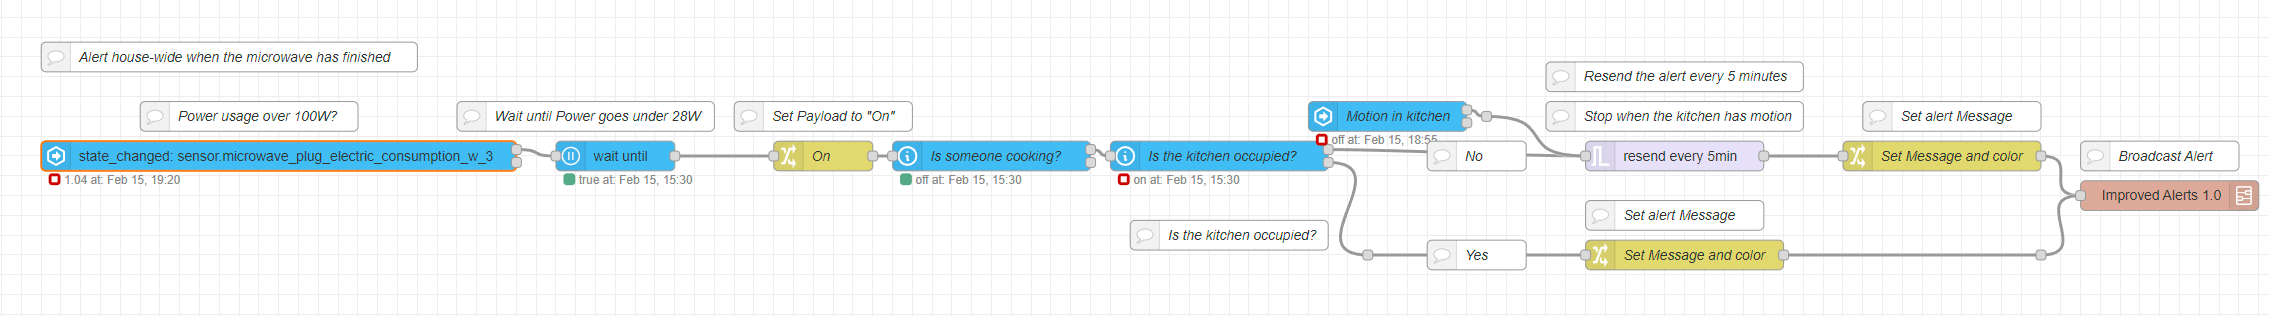 Alert house-wide when the microwave has finished
Resend the alert every 5 minutes
Power usage over 100W?
Wait until Power goes under 28W
Set Payload to "On"
Motion in kitchen
Stop when the kitchen has motion
Set alert Message
off at: Feb 15, 18:55
state_changed: sensor.microwave_plug_electric_consumption_w_3
wait until
On
Is someone cooking?
Is the kitchen occupied?
No
resend every 5min
Set Message and color
Broadcast Alert
1.04 at: Feb 15, 19:20
true at: Feb 15, 15:30
off at: Feb 15, 15:30
on at: Feb 15, 15:30
Improved Alerts 1.0
Set alert Message
Is the kitchen occupied?
Yes
Set Message and color